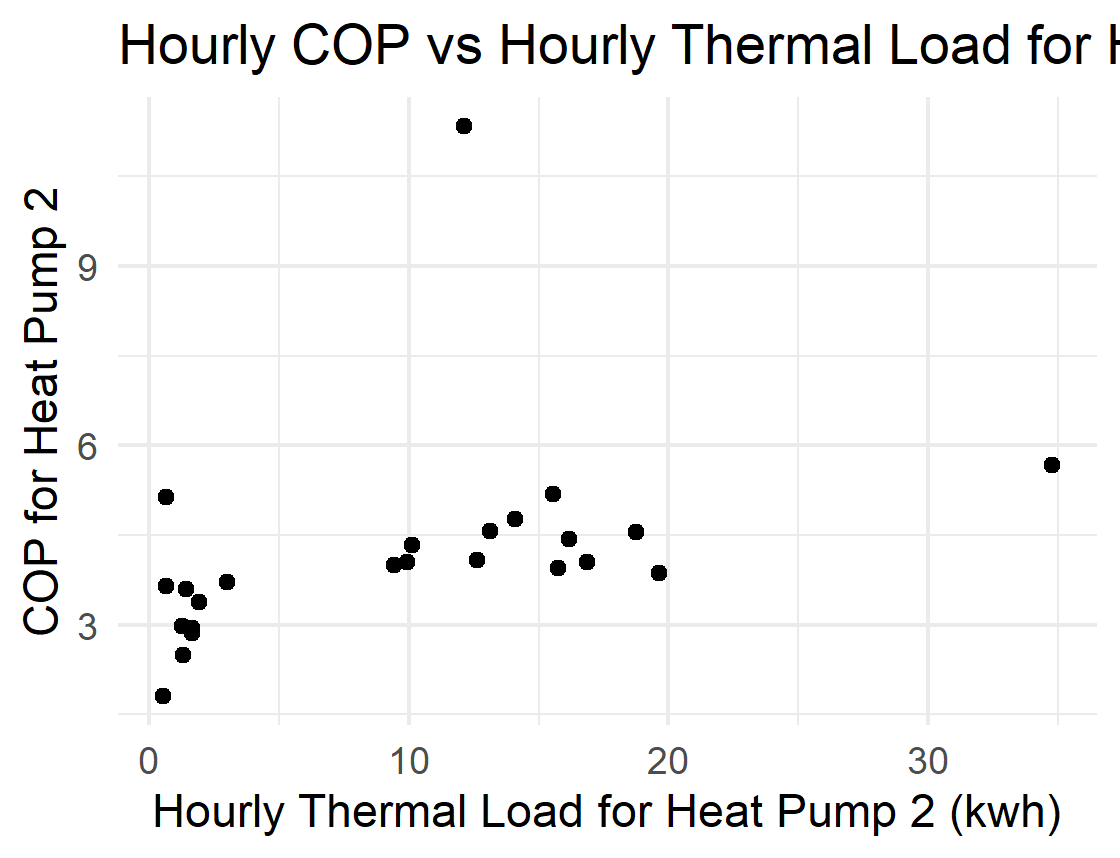 Hourly COP vs Hourly Thermal Load for H
COP for Heat Pump 2
9
6
3
0 10 20 30
Hourly Thermal Load for Heat Pump 2 (kwh)